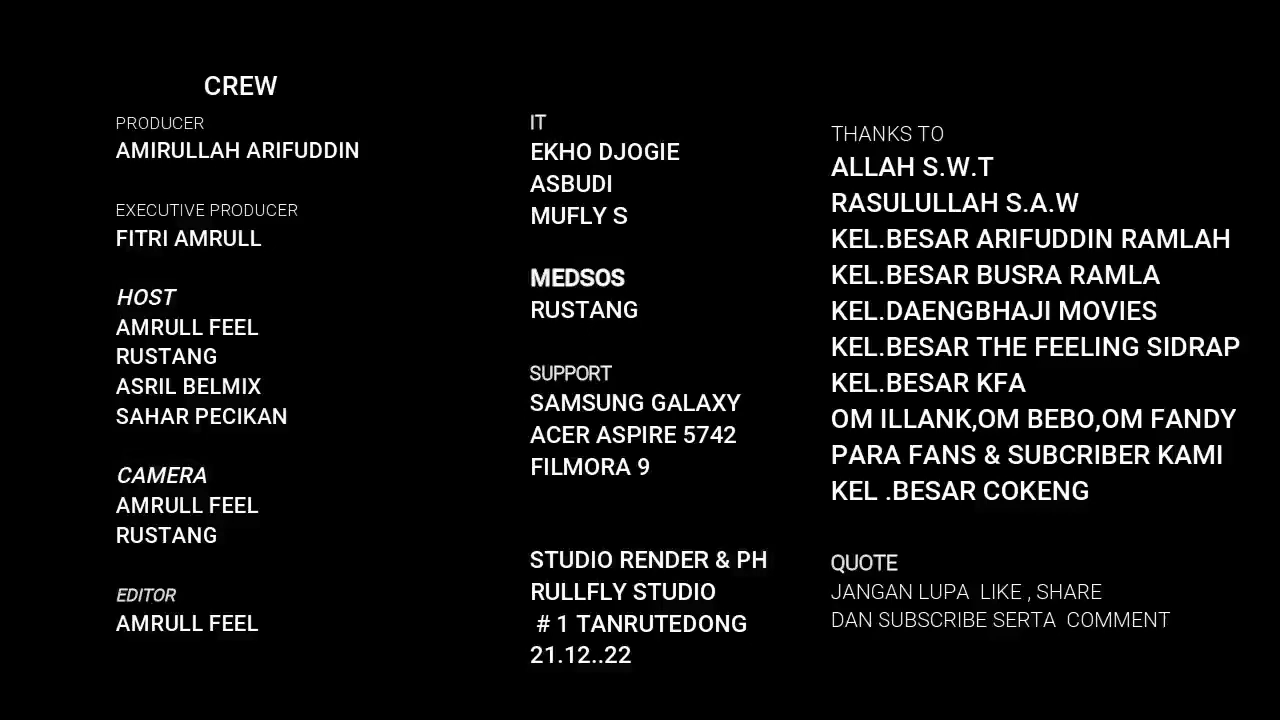 CREW
PRODUCER
AMIRULLAH ARIFUDDIN
EXECUTIVE PRODUCER
FITRI AMRULL
HOST
AMRULL FEEL
RUSTANG
ASRIL BELMIX
SAHAR PECIKAN
CAMERA
AMRULL FEEL
RUSTANG
EDITOR
AMRULL FEEL
IT
EKHO DJOGIE
ASBUDI
MUFLY S
MEDSOS
RUSTANG
SUPPORT
SAMSUNG GALAXY
ACER ASPIRE 5742
FILMORA 9
STUDIO RENDER & PH
RULLFLY STUDIO
# 1 TANRUTEDONG
21.12..22
THANKS TO
ALLAH S.W.T
RASULULLAH S.A.W
KEL.BESAR ARIFUDDIN RAMLAH
KEL.BESAR BUSRA RAMLA
KEL.DAENGBHAJI MOVIES
KEL.BESAR THE FEELING SIDRAP
KEL.BESAR KFA
OM ILLANK,OM BEBO,OM FANDY
PARA FANS & SUBCRIBER KAMI
KEL .BESAR COKENG
QUOTE
JANGAN LUPA  LIKE , SHARE
DAN SUBSCRIBE SERTA  COMMENT